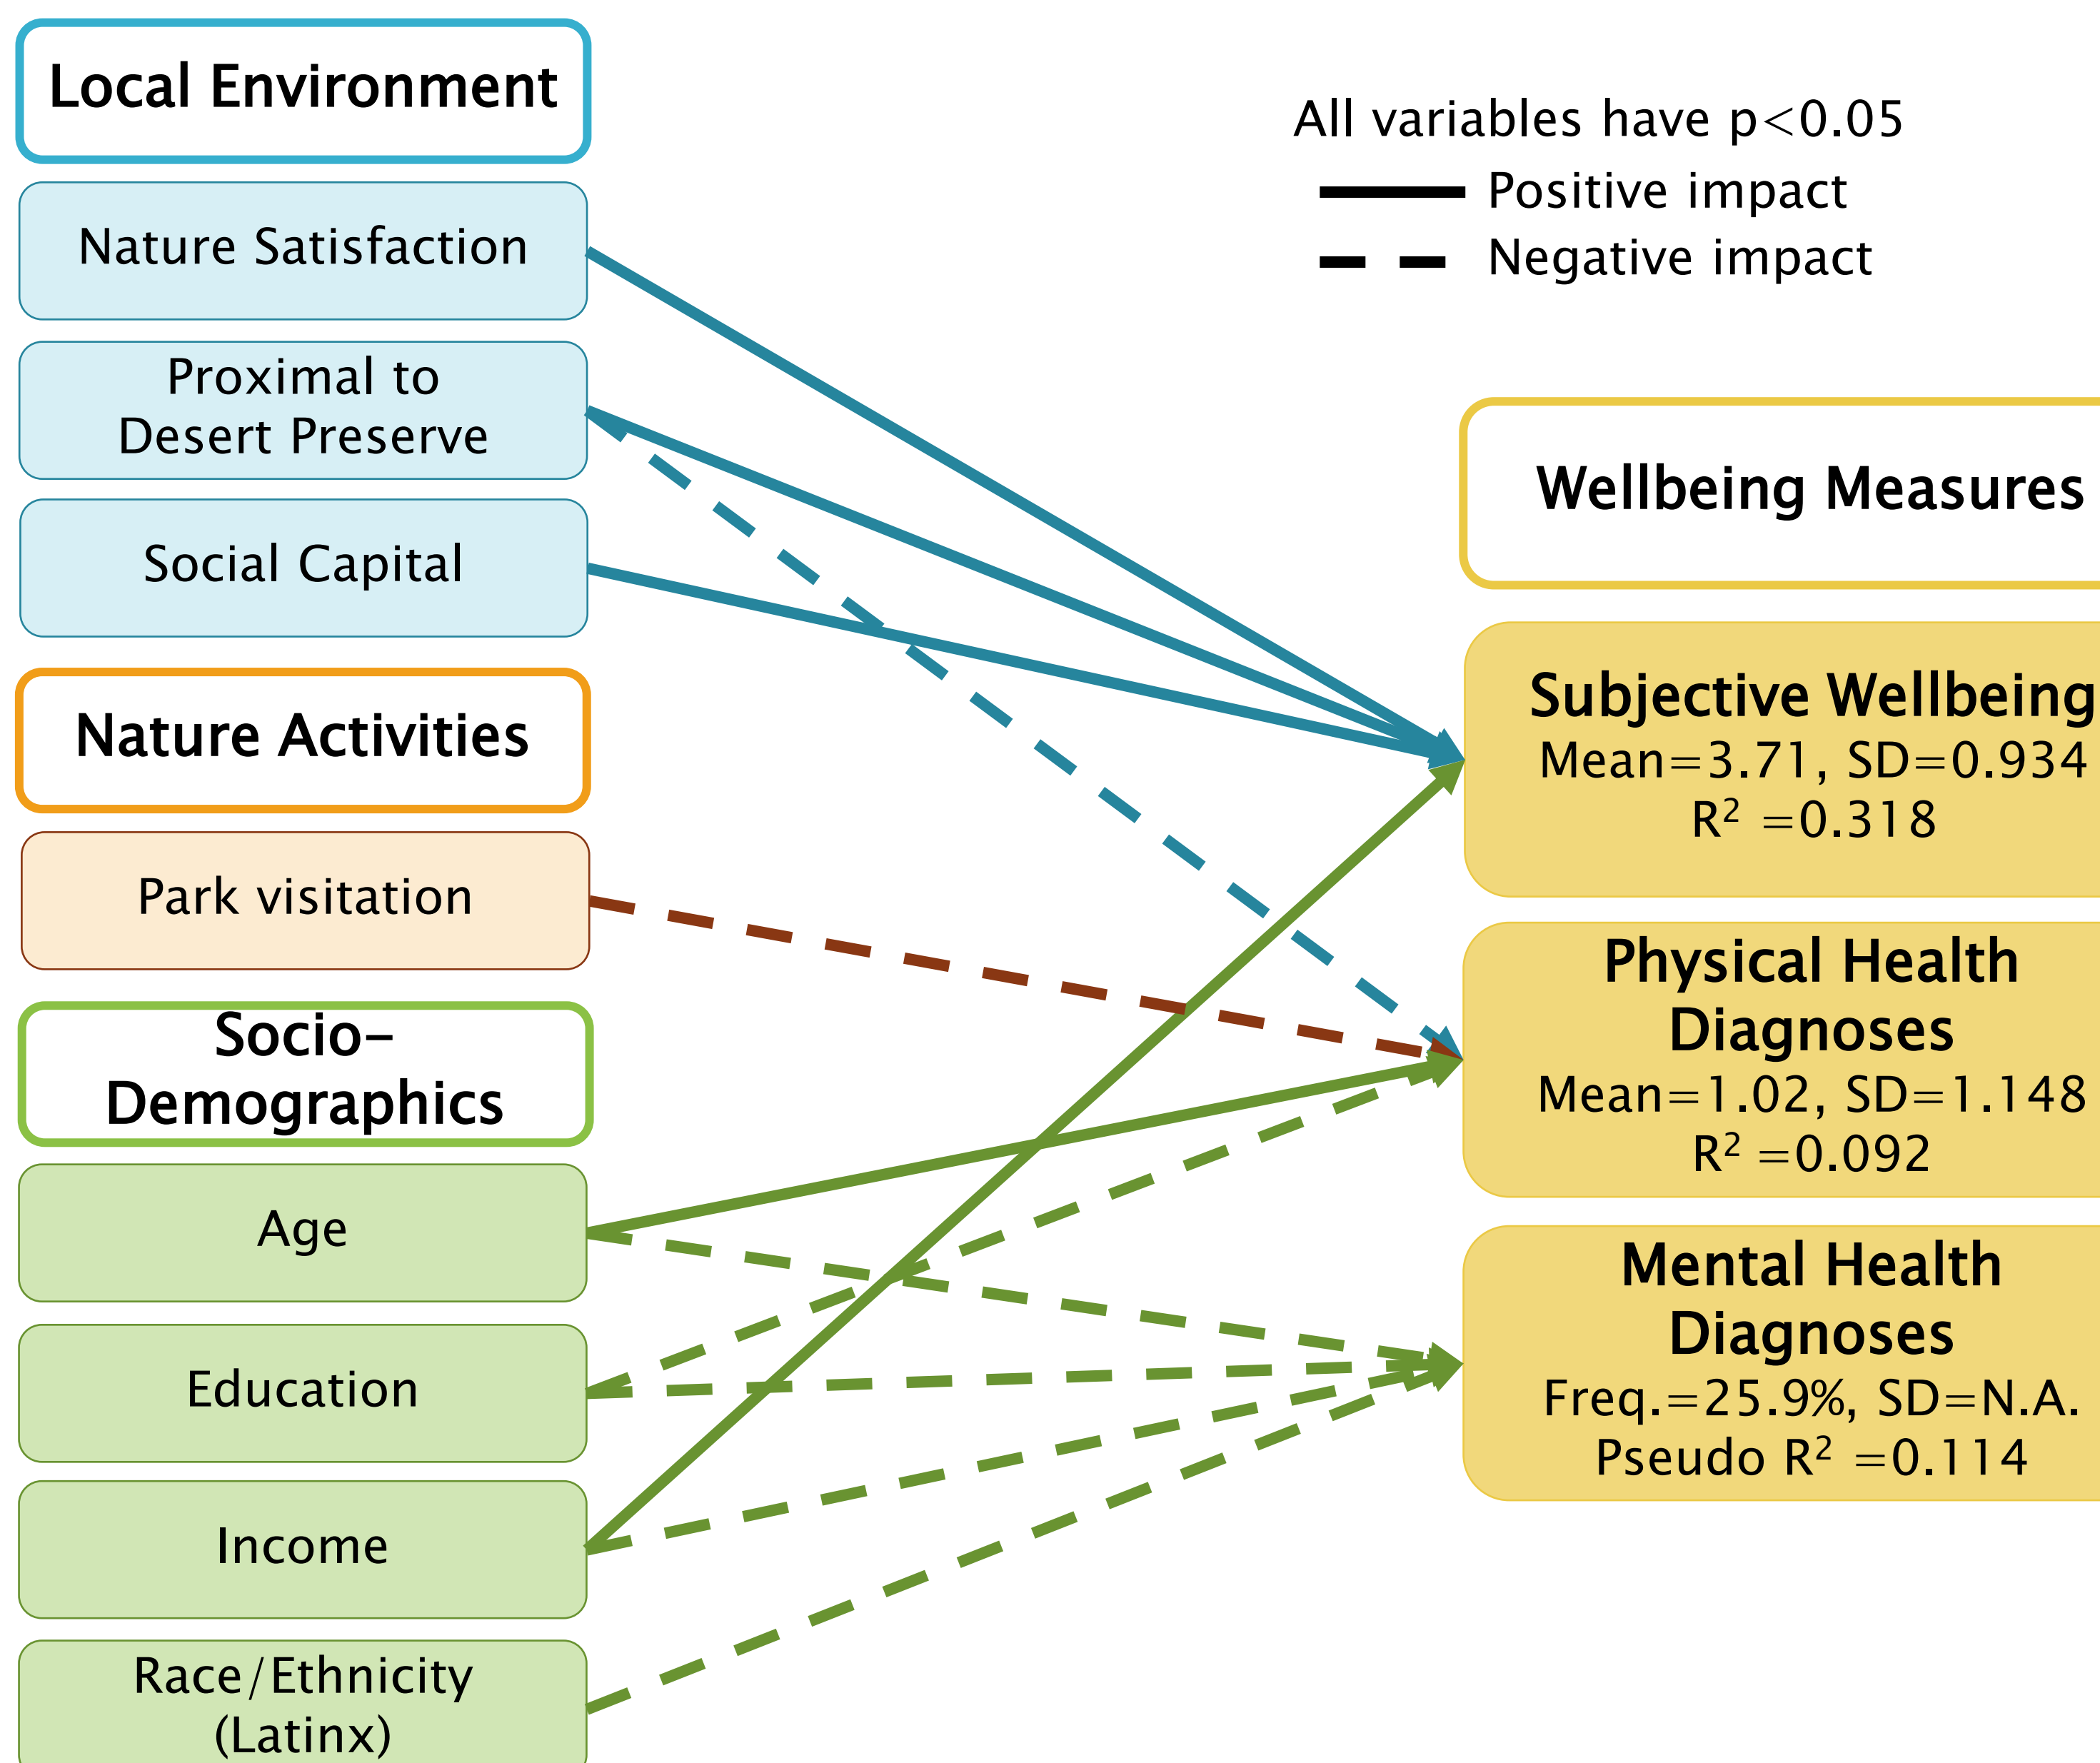 Local Environment
Nature Satisfaction
Proximal to
Desert Preserve
Social Capital
Nature Activities
Park visitation
Socio-
Demographics
Age
Education
Income
Race/Ethnicity
(Latinx)
All variables have p<0.05
Positive impact
Negative impact
Wellbeing Measures
Subjective Wellbeing
Mean=3.71, SD=0.934
R² =0.318
Physical Health
Diagnoses
Mean=1.02, SD=1.148
R² =0.092
Mental Health
Diagnoses
Freq.=25.9%, SD=N.A.
Pseudo R² =0.114